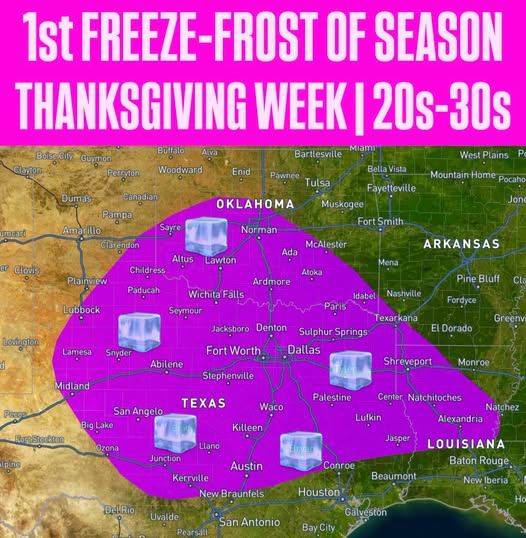 1st FREEZE-FROST OF SEASON
THANKSGIVING WEEK | 20s-30s
Boise City
Guymon
Buffalo
Alva
Bartlesville
Miami
West Plains
Clayton
Perryton
Woodward
Enid
Pawnee
Bella Vista
Mountain Home
Dumas
Canadian
Tulsa
Fayetteville
Pampa
OKLAHOMA
Muskogee
Amarillo
Sayre
Norman
Fort Smith
Clarendon
McAlester
ARKANSAS
Clovis
Altus
Lawton
Ada
Mena
Childress
Atoka
Pine Bluff
Plainview
Ardmore
Paducah
Wichita Falls
Idabel
Nashville
Fordyce
Lubbock
Seymour
Paris
Texarkana
Jacksboro
Denton
Sulphur Springs
El Dorado
Lovington
Lamesa
Snyder
Fort Worth
Dallas
Abilene
Shreveport
Monroe
Midland
Stephenville
Palestine
Center
Natchitoches
Natchez
San Angelo
TEXAS
Waco
Lufkin
Alexandria
Pecos
Big Lake
Killeen
Jasper
Fort Stockton
Llano
LOUISIANA
Ozona
Junction
Austin
Conroe
Baton Rouge
Alpine
Kerrville
Beaumont
New Iberia
New Braunfels
Houston
Del Rio
Uvalde
San Antonio
Galveston
Pearsall
Bay City